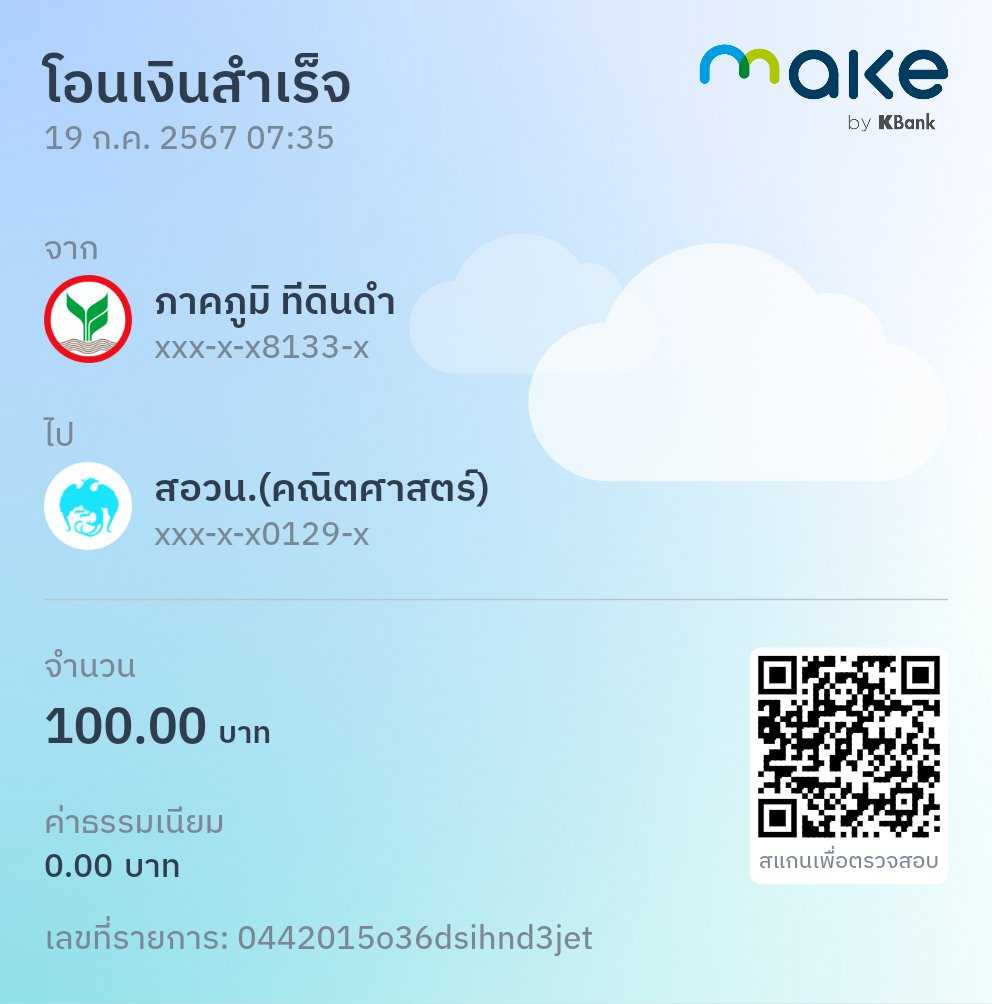 โอนเงินสำเร็จ
19 ก.ค. 2567 07:35
make
by KBank
จาก
ภาคภูมิ ทีดินดำ
xxx-x-x8133-x
ไป
สอวน.(คณิตศาสตร์)
xxx-x-x0129-x
จำนวน
100.00 บาท
ค่าธรรมเนียม
0.00 บาท
สแกนเพื่อตรวจสอบ
เลขที่รายการ: 0442015o36dsihnd3jet